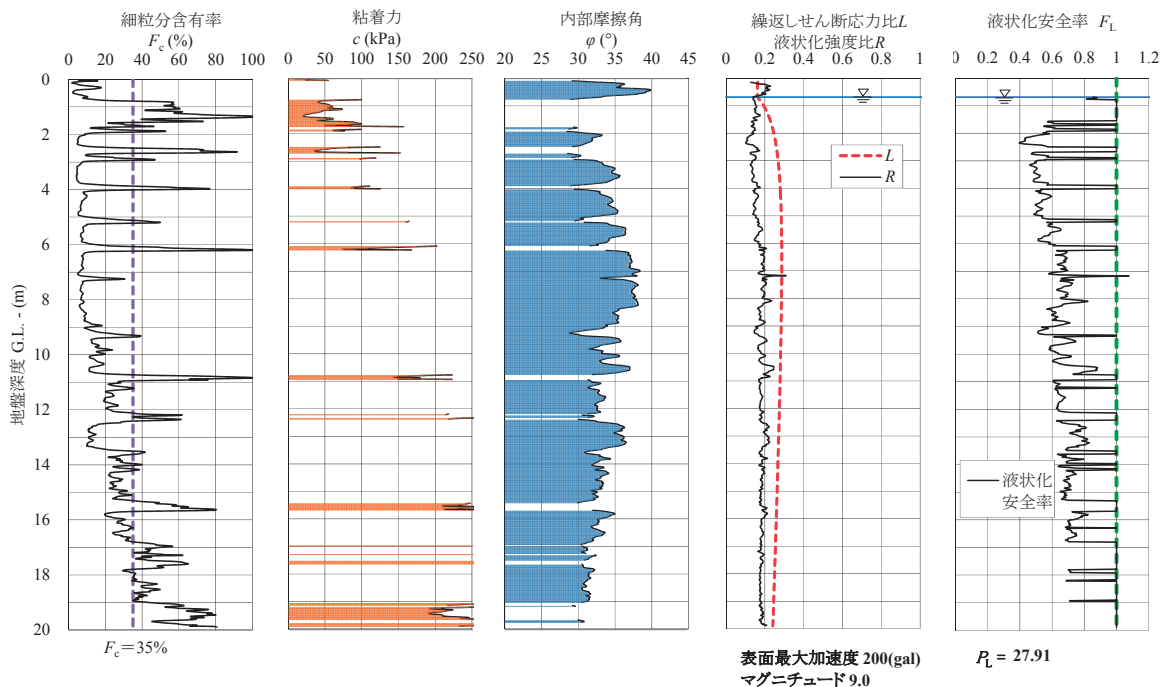 細粒分含有率
Fc (%)
0 20 40 60 80 100
粘着力
c (kPa)
0 50 100 150 200 250
内部摩擦角
φ (°)
20 25 30 35 40 45
繰返しせん断応力比L
液状化強度比R
0 0.2 0.4 0.6 0.8 1
液状化安全率 FL
0 0.2 0.4 0.6 0.8 1 1.2
地盤深度 G.L. - (m)
0
2
4
6
8
10
12
14
16
18
20
L
R
液状化
安全率
Fc=35%
表面最大加速度 200(gal)
マグニチュード 9.0
PL = 27.91